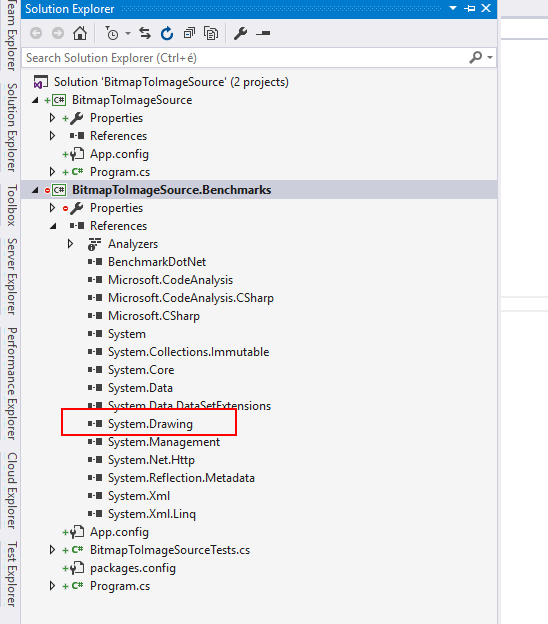 Solution Explorer
Search Solution Explorer (Ctrl+é)
Solution 'BitmapToImageSource' (2 projects)
C# BitmapToImageSource
Properties
References
App.config
C# Program.cs
C# BitmapToImageSource.Benchmarks
Properties
References
Analyzers
BenchmarkDotNet
Microsoft.CodeAnalysis
Microsoft.CodeAnalysis.CSharp
Microsoft.CSharp
System
System.Collections.Immutable
System.Core
System.Data
System.Data.DataSetExtensions
System.Drawing
System.Management
System.Net.Http
System.Reflection.Metadata
System.Xml
System.Xml.Linq
App.config
C# BitmapToImageSourceTests.cs
packages.config
C# Program.cs
Team Explorer
Solution Explorer
Toolbox
Server Explorer
Performance Explorer
Cloud Explorer
Test Explorer